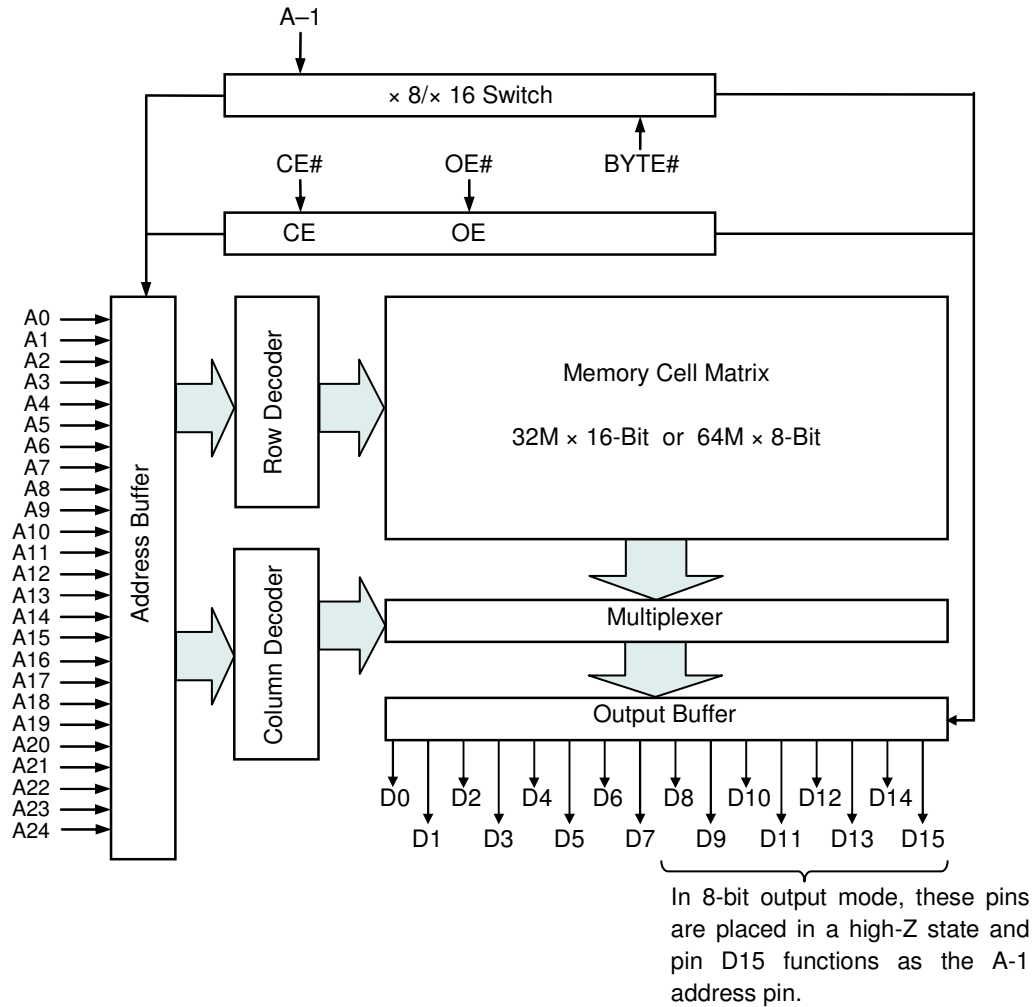 A–1
× 8/× 16 Switch
CE# OE# BYTE#
CE OE
A0
A1
A2
A3
A4
A5
A6
A7
A8
A9
A10
A11
A12
A13
A14
A15
A16
A17
A18
A19
A20
A21
A22
A23
A24
Address Buffer
Row Decoder
Column Decoder
Memory Cell Matrix
32M × 16-Bit or 64M × 8-Bit
Multiplexer
Output Buffer
D0 D2 D4 D6 D8 D10 D12 D14
D1 D3 D5 D7 D9 D11 D13 D15
In 8-bit output mode, these pins
are placed in a high-Z state and
pin D15 functions as the A-1
address pin.